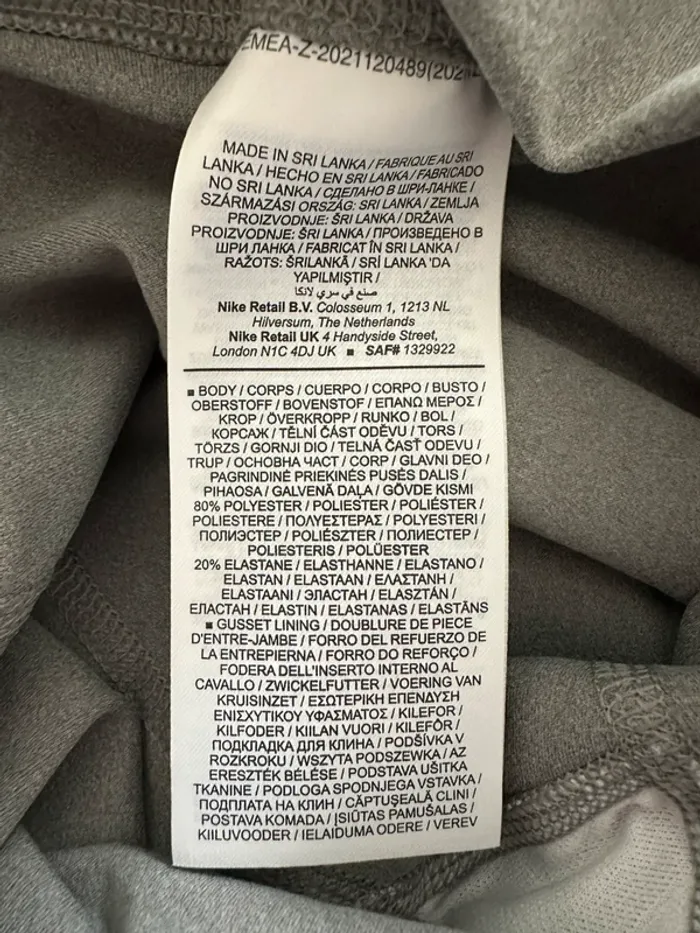 EMEA-Z-2021120489(202
MADE IN SRI LANKA / FABRIQUE AU SRI
LANKA / HECHO EN SRI LANKA / FABRICADO
NO SRI LANKA / СДЕЛАНО В ШРИ-ЛАНКЕ /
SZÁRMAZÁSI ORSZÁG: SRI LANKA / ZEMLJA
PROIZVODNJE: ŠRI LANKA / DRŽAVA
PROIZVODNJE: ŠRI LANKA / ПРОИЗВЕДЕНО В
ШРИ ЛАНКА / FABRICAT ÎN SRI LANKA /
RAŽOTS: ŠRILANKĀ / SRİ LANKA 'DA
YAPILMIŞTIR /
صنع في سري لانكا
Nike Retail B.V. Colosseum 1, 1213 NL
Hilversum, The Netherlands
Nike Retail UK 4 Handyside Street,
London N1C 4DJ UK ■ SAF# 1329922
■ BODY / CORPS / CUERPO / CORPO / BUSTO /
OBERSTOFF / BOVENSTOF / ΕΠΑΝΩ ΜΕΡΟΣ /
KROP / ÖVERKROPP / RUNKO / BOL /
КОРСАЖ / TĚLNÍ ČÁST ODĚVU / TORS /
TÖRZS / GORNJI DIO / TELNÁ ČASŤ ODEVU /
TRUP / ОСНОВНА ЧАСТ / CORP / GLAVNI DEO /
PAGRINDINĖ PRIEKINĖS PUSĖS DALIS /
PIHAOSA / GALVENĀ DAĻA / GÖVDE KISMI
80% POLYESTER / POLIESTER / POLIÉSTER /
POLIESTERE / ΠΟΛΥΕΣΤΕΡΑΣ / POLYESTERI /
ПОЛИЭСТЕР / POLIÉSZTER / ПОЛИЕСТЕР /
POLIESTERIS / POLÜESTER
20% ELASTANE / ELASTHANNE / ELASTANO /
ELASTAN / ELASTAAN / ΕΛΑΣΤΑΝΗ /
ELASTAANI / ЭЛАСТАН / ELASZTÁN /
ЕЛАСТАН / ELASTIN / ELASTANAS / ELASTĀNS
■ GUSSET LINING / DOUBLURE DE PIECE
D'ENTRE-JAMBE / FORRO DEL REFUERZO DE
LA ENTREPIERNA / FORRO DO REFORÇO /
FODERA DELL'INSERTO INTERNO AL
CAVALLO / ZWICKELFUTTER / VOERING VAN
KRUISINZET / ΕΣΩΤΕΡΙΚΗ ΕΠΕΝΔΥΣΗ
ΕΝΙΣΧΥΤΙΚΟΥ ΥΦΑΣΜΑΤΟΣ / KILEFOR /
KILFODER / KIILAN VUORI / KILEFÔR /
ПОДКЛАДКА ДЛЯ КЛИНА / PODŠÍVKA V
ROZKROKU / WSZYTA PODSZEWKA / AZ
ERESZTÉK BÉLÉSE / PODSTAVA UŠITKA
TKANINE / PODLOGA SPODNJEGA VSTAVKA /
ПОДПЛАТА НА КЛИН / CĂPTUŞEALĂ CLINI /
POSTAVA KOMADA / ĮSIŪTAS PAMUŠALAS /
KIILUVOODER / IELAIDUMA ODERE / VEREV